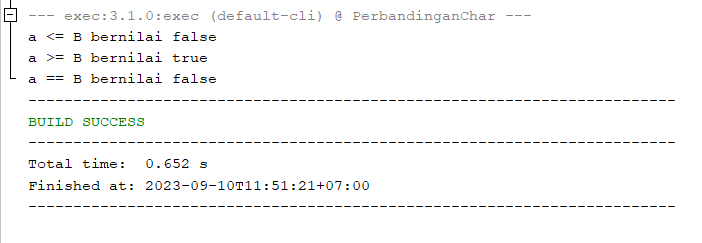 --- exec:3.1.0:exec (default-cli) @ PerbandinganChar ---
a <= B bernilai false
a >= B bernilai true
a == B bernilai false
------------------------------------------------------------------------
BUILD SUCCESS
------------------------------------------------------------------------
Total time:  0.652 s
Finished at: 2023-09-10T11:51:21+07:00
------------------------------------------------------------------------